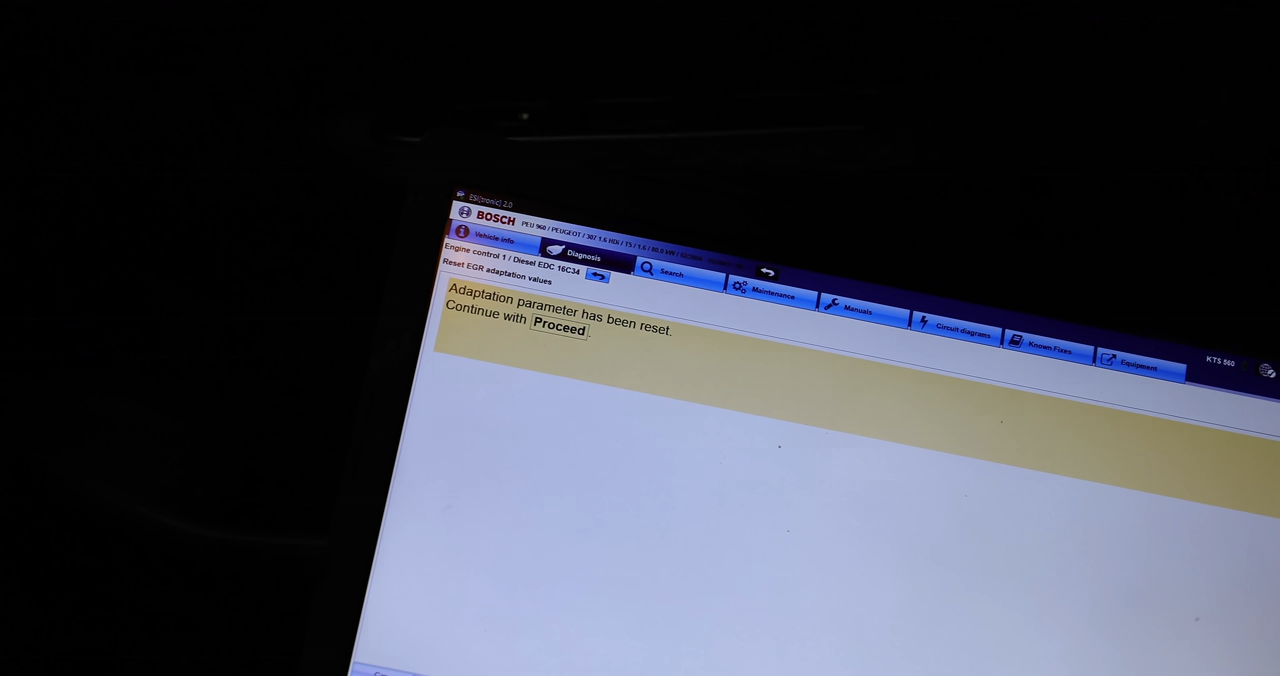 ESI[tronic] 2.0
BOSCH PEU 960 / PEUGEOT / 307 1.6 HDi / T5 / 1.6 / 80.0 kW /
Vehicle info
Diagnosis
Search
Maintenance
Manuals
Circuit diagrams
Known Fixes
Equipment
KTS 560
Engine control 1 / Diesel EDC 16C34
Reset EGR adaptation values
Adaptation parameter has been reset.
Continue with Proceed.